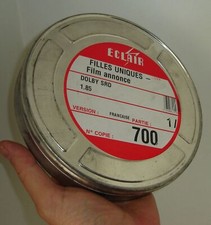 ECLAIR
FILLES UNIQUES -
Film annonce
DOLBY SRD
1.85
VERSION : FRANCAISE PARTIE : 1/
N° COPIE : 700